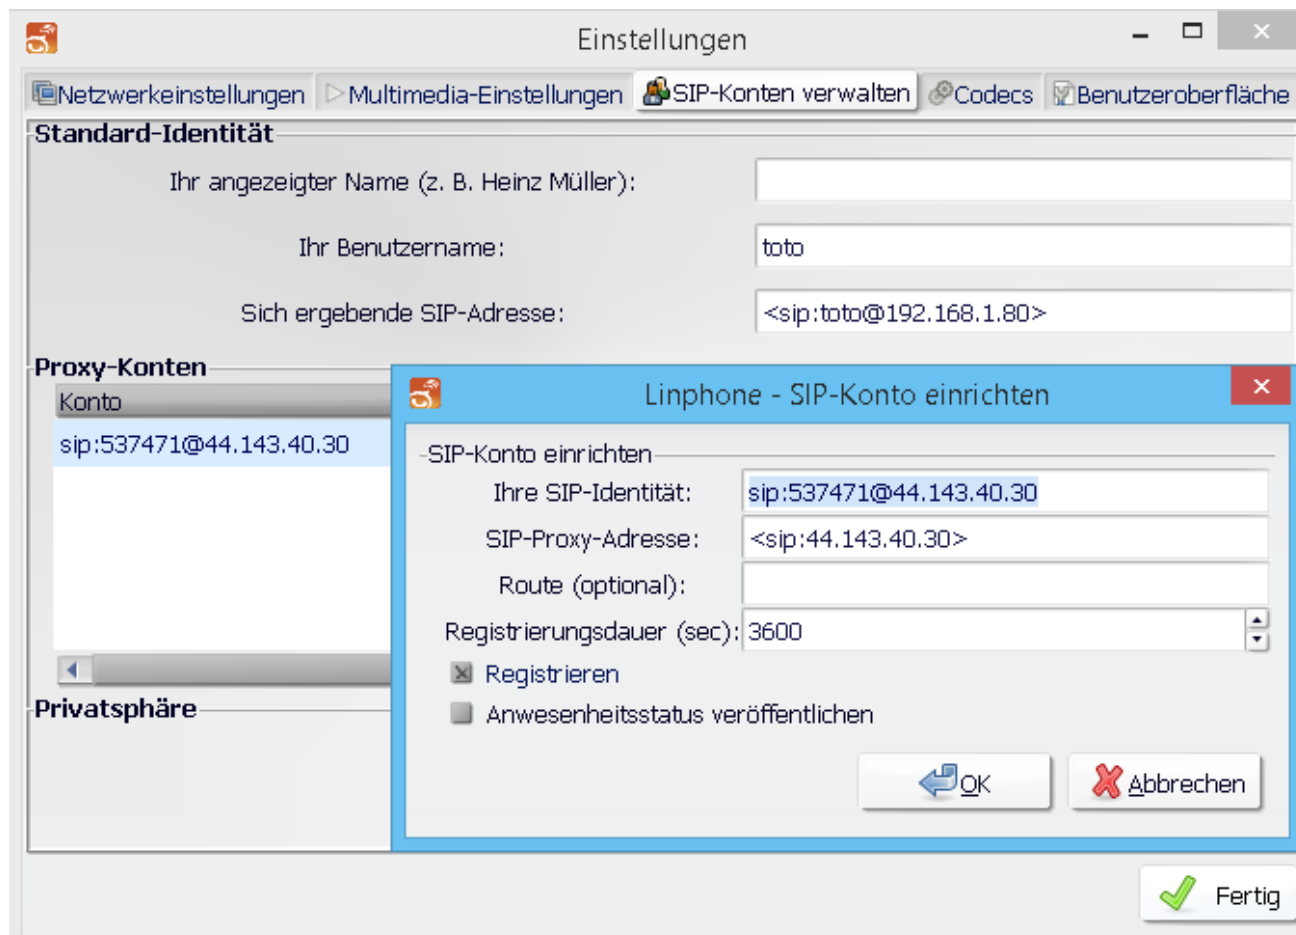 Einstellungen
Netzwerkeinstellungen Multimedia-Einstellungen SIP-Konten verwalten Codecs Benutzeroberfläche
Standard-Identität
Ihr angezeigter Name (z. B. Heinz Müller):
Ihr Benutzername: toto
Sich ergebende SIP-Adresse: <sip:toto@192.168.1.80>
Proxy-Konten
Konto
sip:537471@44.143.40.30
Privatsphäre
Linphone - SIP-Konto einrichten
SIP-Konto einrichten
Ihre SIP-Identität: sip:537471@44.143.40.30
SIP-Proxy-Adresse: <sip:44.143.40.30>
Route (optional):
Registrierungsdauer (sec): 3600
Registrieren
Anwesenheitsstatus veröffentlichen
OK Abbrechen
Fertig